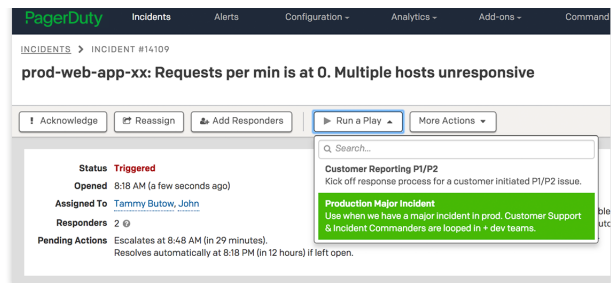 PagerDuty Incidents Alerts Configuration Analytics Add-ons Command
INCIDENTS > INCIDENT #14109
prod-web-app-xx: Requests per min is at 0. Multiple hosts unresponsive
! Acknowledge Reassign Add Responders Run a Play More Actions
Search...
Customer Reporting P1/P2
Kick off response process for a customer initiated P1/P2 issue.
Production Major Incident
Use when we have a major incident in prod. Customer Support
& Incident Commanders are looped in + dev teams.
Status Triggered
Opened 8:18 AM (a few seconds ago)
Assigned To Tammy Butow, John
Responders 2
Pending Actions Escalates at 8:48 AM (in 29 minutes).
Resolves automatically at 8:18 PM (in 12 hours) if left open.